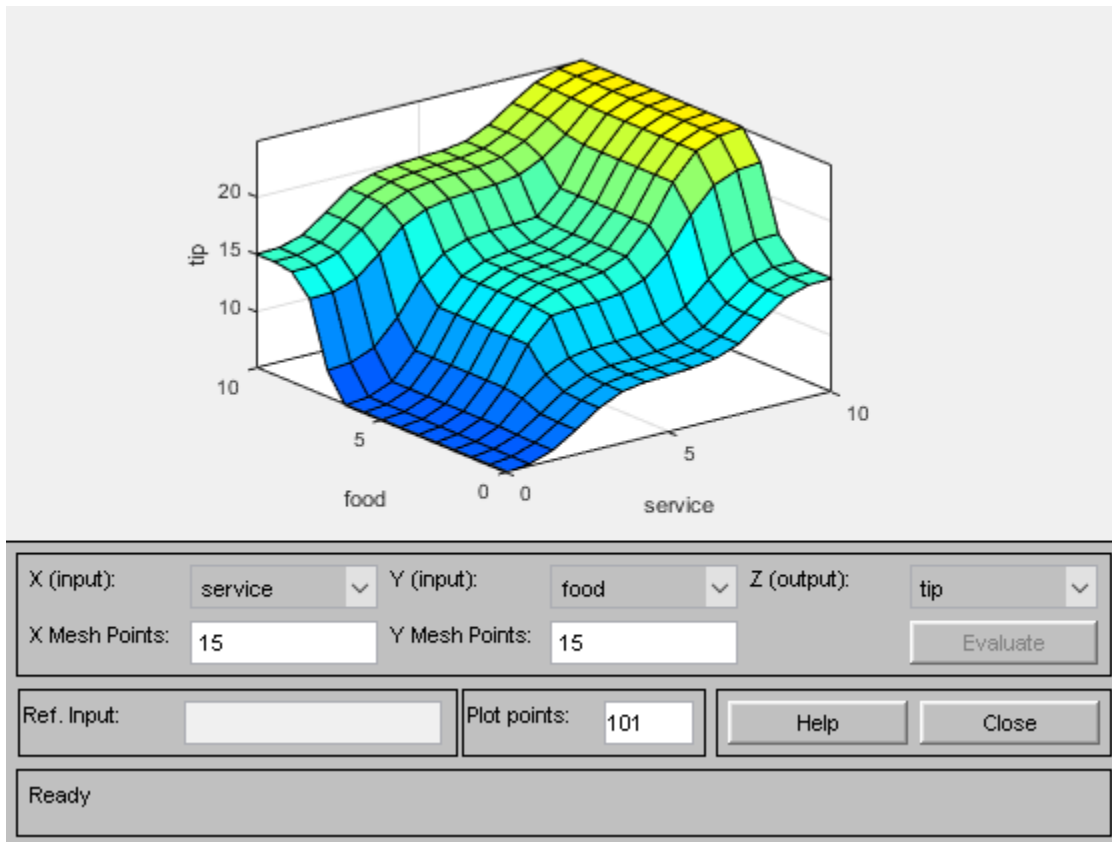 20
15
10
tip
10
5
0
food
0
5
10
service
X (input):
service
Y (input):
food
Z (output):
tip
X Mesh Points:
15
Y Mesh Points:
15
Evaluate
Ref. Input:
Plot points:
101
Help
Close
Ready